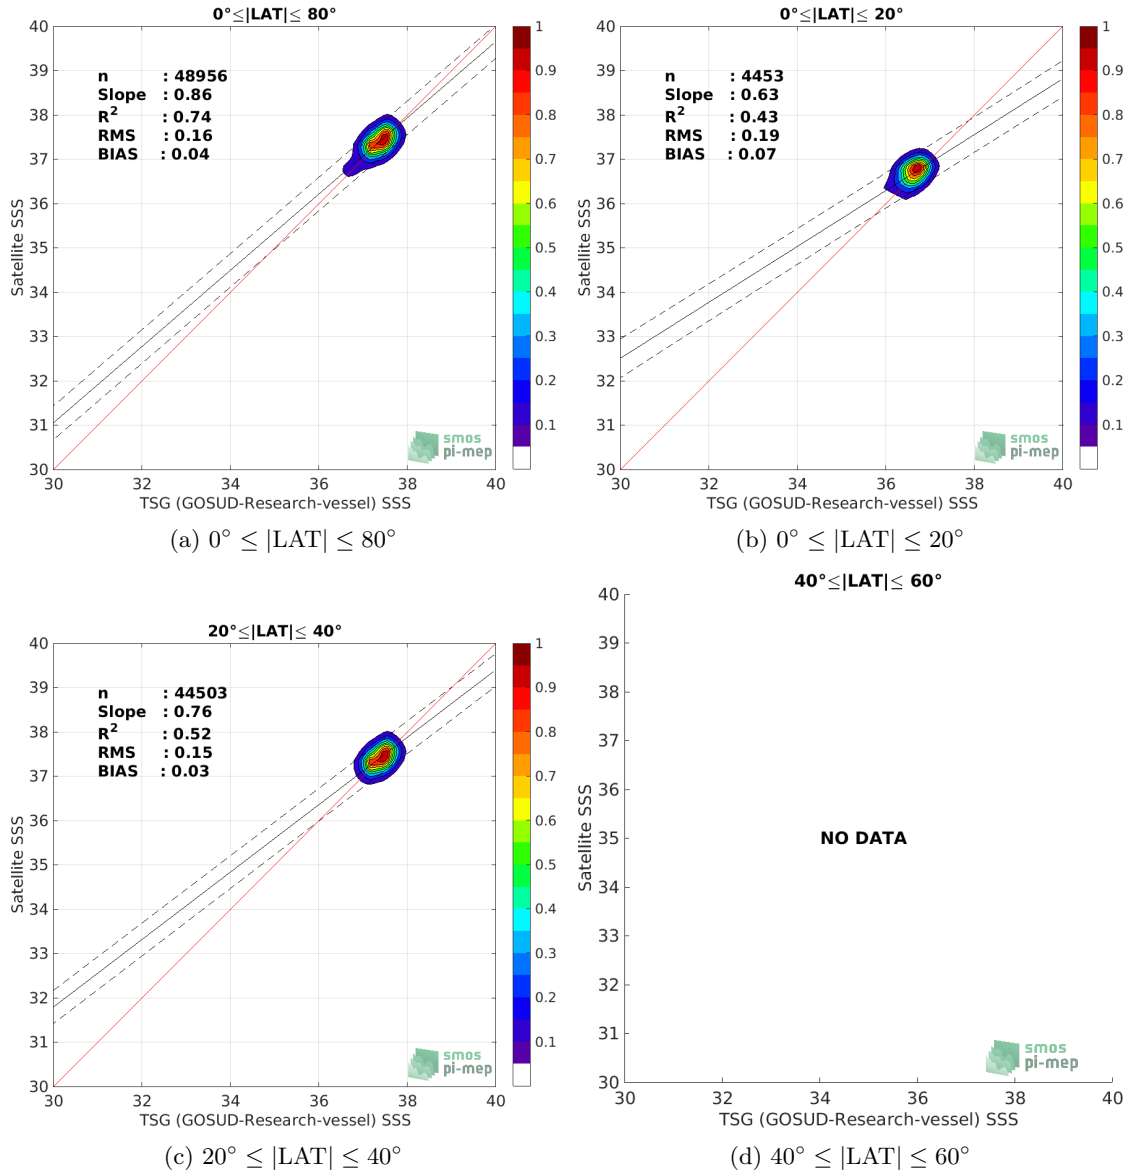 0°≤|LAT|≤ 80°
40
39
38
37
36
35
34
33
32
31
30
Satellite SSS
n : 48956
Slope : 0.86
R² : 0.74
RMS : 0.16
BIAS : 0.04
smos
pi-mep
30 32 34 36 38 40
TSG (GOSUD-Research-vessel) SSS
1
0.9
0.8
0.7
0.6
0.5
0.4
0.3
0.2
0.1
(a) 0° ≤ |LAT| ≤ 80°
0°≤|LAT|≤ 20°
40
39
38
37
36
35
34
33
32
31
30
Satellite SSS
n : 4453
Slope : 0.63
R² : 0.43
RMS : 0.19
BIAS : 0.07
smos
pi-mep
30 32 34 36 38 40
TSG (GOSUD-Research-vessel) SSS
1
0.9
0.8
0.7
0.6
0.5
0.4
0.3
0.2
0.1
(b) 0° ≤ |LAT| ≤ 20°
20°≤|LAT|≤ 40°
40
39
38
37
36
35
34
33
32
31
30
Satellite SSS
n : 44503
Slope : 0.76
R² : 0.52
RMS : 0.15
BIAS : 0.03
smos
pi-mep
30 32 34 36 38 40
TSG (GOSUD-Research-vessel) SSS
1
0.9
0.8
0.7
0.6
0.5
0.4
0.3
0.2
0.1
(c) 20° ≤ |LAT| ≤ 40°
40°≤|LAT|≤ 60°
40
39
38
37
36
35
34
33
32
31
30
Satellite SSS
NO DATA
smos
pi-mep
30 32 34 36 38 40
TSG (GOSUD-Research-vessel) SSS
(d) 40° ≤ |LAT| ≤ 60°